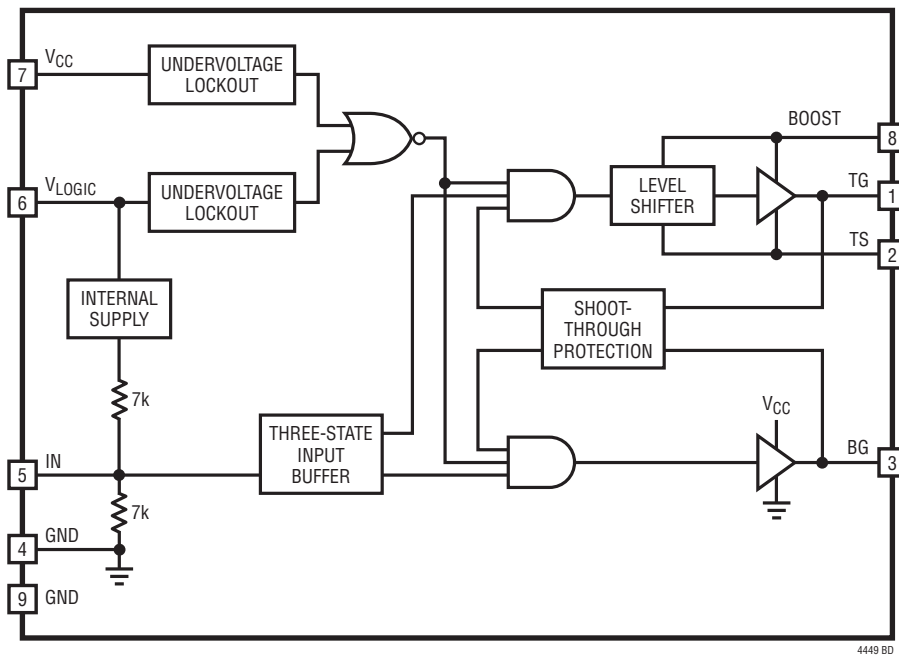 7
VCC
UNDERVOLTAGE
LOCKOUT
6
VLOGIC
UNDERVOLTAGE
LOCKOUT
INTERNAL
SUPPLY
7k
5
IN
7k
4
GND
9
GND
THREE-STATE
INPUT
BUFFER
LEVEL
SHIFTER
SHOOT-
THROUGH
PROTECTION
BOOST
8
TG
1
TS
2
VCC
BG
3
4449 BD